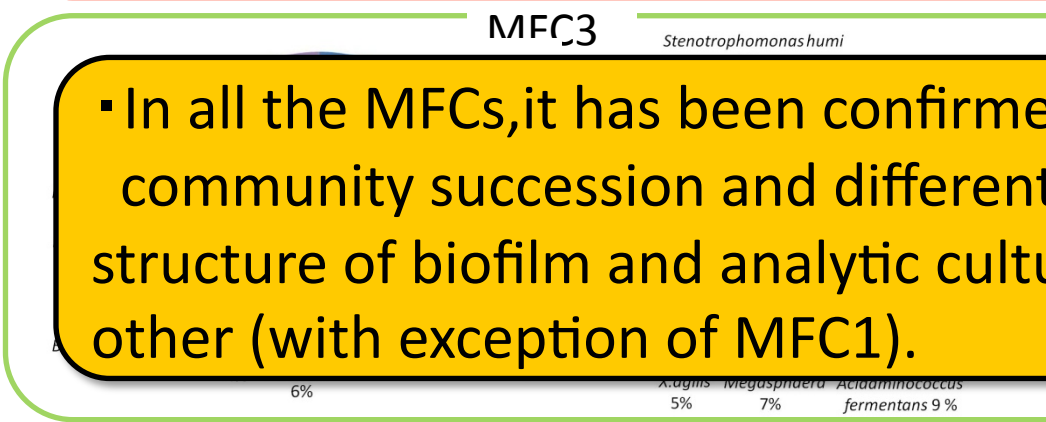 MFC3
Stenotrophomonas humi
▪In all the MFCs,it has been confirme
community succession and different
structure of biofilm and analytic cultu
other (with exception of MFC1).
6%
X.agilis Megasphaera Acidaminococcus
5% 7% fermentans 9 %